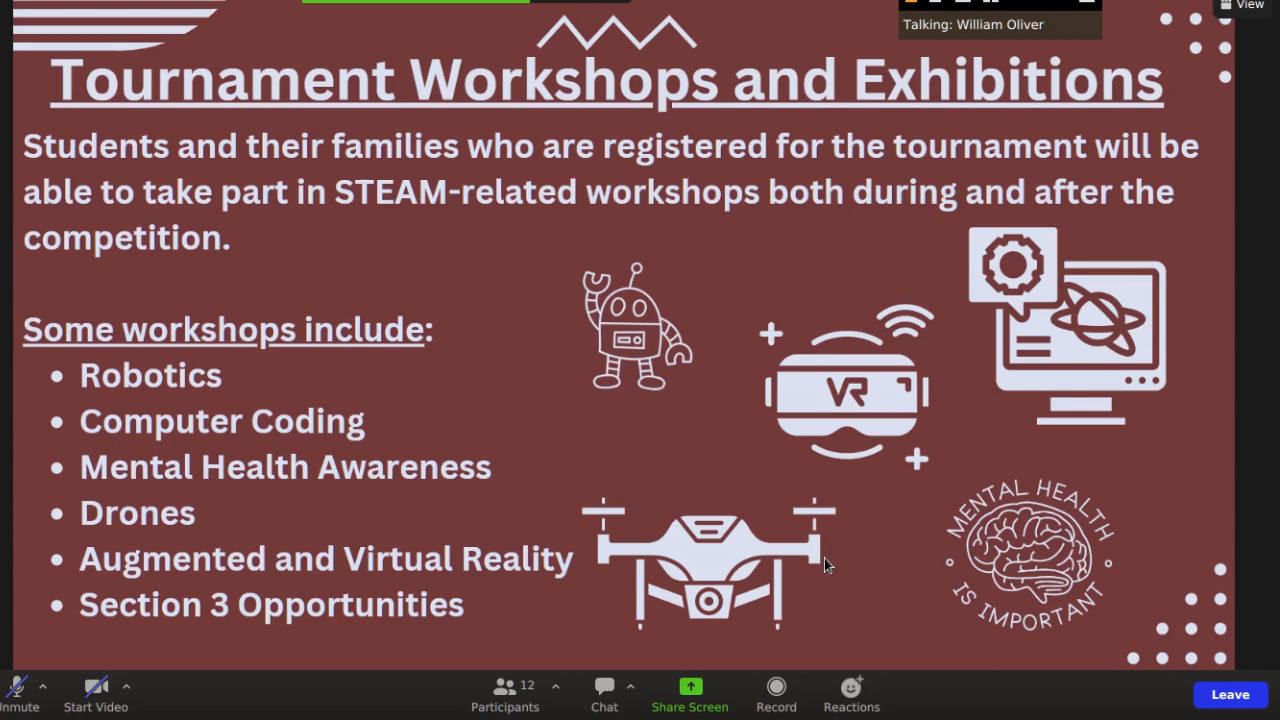 View
Talking: William Oliver
Tournament Workshops and Exhibitions
Students and their families who are registered for the tournament will be
able to take part in STEAM-related workshops both during and after the
competition.
Some workshops include:
• Robotics
• Computer Coding
• Mental Health Awareness
• Drones
• Augmented and Virtual Reality
• Section 3 Opportunities
VR
MENTAL HEALTH
IS IMPORTANT
Unmute
Start Video
12
Participants
Chat
Share Screen
Record
Reactions
Leave